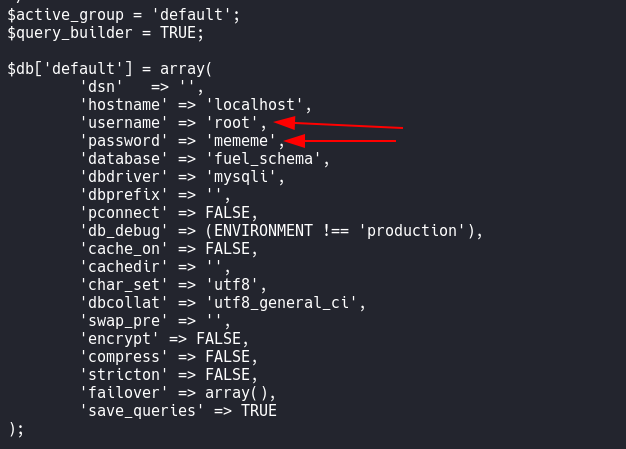 $active_group = 'default';
$query_builder = TRUE;

$db['default'] = array(
        'dsn'   => '',
        'hostname' => 'localhost',
        'username' => 'root',
        'password' => 'mememe',
        'database' => 'fuel_schema',
        'dbdriver' => 'mysqli',
        'dbprefix' => '',
        'pconnect' => FALSE,
        'db_debug' => (ENVIRONMENT !== 'production'),
        'cache_on' => FALSE,
        'cachedir' => '',
        'char_set' => 'utf8',
        'dbcollat' => 'utf8_general_ci',
        'swap_pre' => '',
        'encrypt' => FALSE,
        'compress' => FALSE,
        'stricton' => FALSE,
        'failover' => array(),
        'save_queries' => TRUE
);